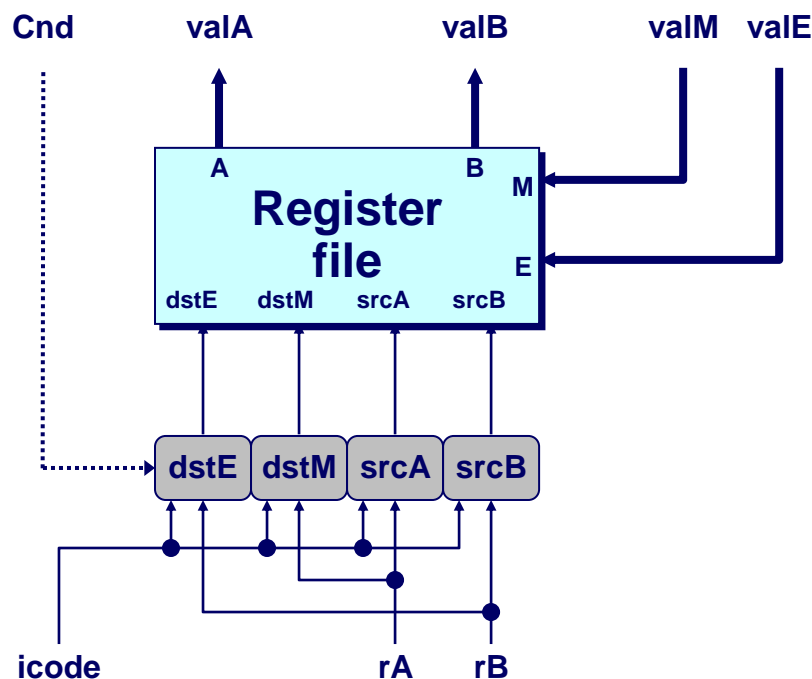 Cnd valA valB valM valE
A B
M
Register
file
E
dstE dstM srcA srcB
dstE dstM srcA srcB
icode rA rB